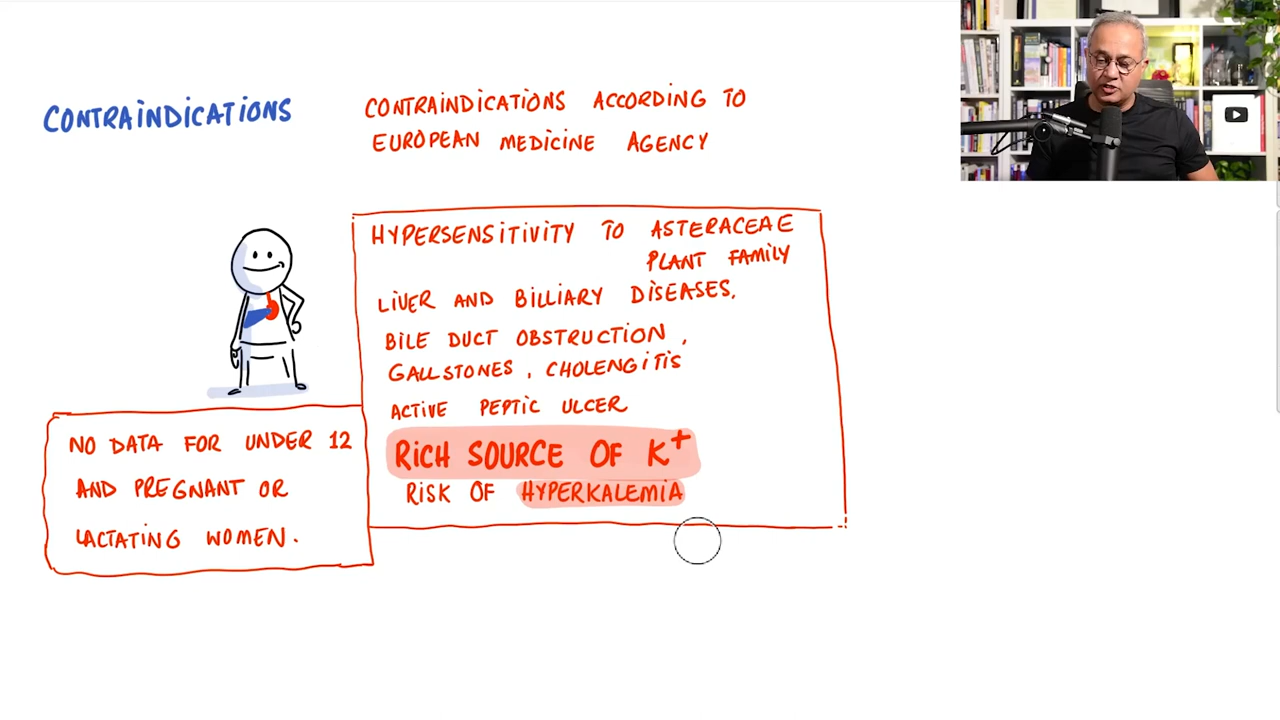 CONTRAINDICATIONS
CONTRAINDICATIONS ACCORDING TO
EUROPEAN MEDICINE AGENCY
HYPERSENSITIVITY TO ASTERACEAE
PLANT FAMILY
LIVER AND BILLIARY DISEASES.
BILE DUCT OBSTRUCTION,
GALLSTONES, CHOLENGITIS
ACTIVE PEPTIC ULCER
RICH SOURCE OF K+
RISK OF HYPERKALEMIA
NO DATA FOR UNDER 12
AND PREGNANT OR
LACTATING WOMEN.